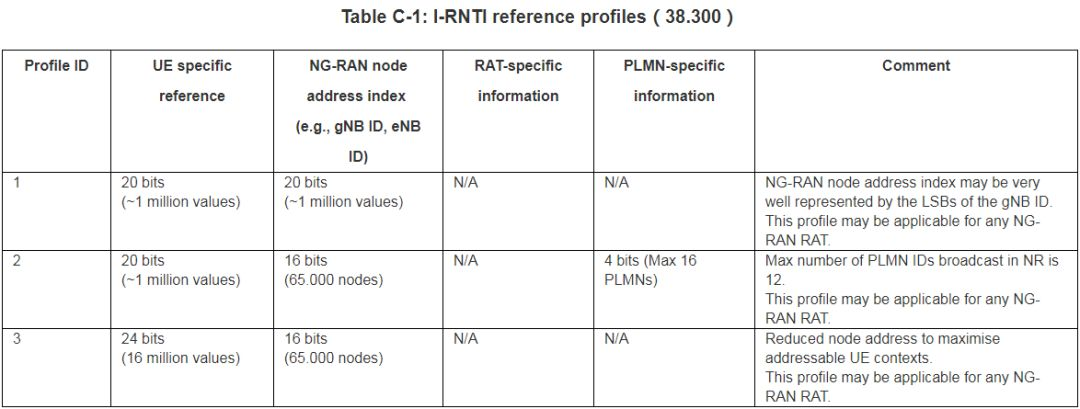 Table C-1: I-RNTI reference profiles ( 38.300 )
Profile ID
UE specific
reference
NG-RAN node
address index
(e.g., gNB ID, eNB
ID)
RAT-specific
information
PLMN-specific
information
Comment
1
20 bits
(~1 million values)
20 bits
(~1 million values)
N/A
N/A
NG-RAN node address index may be very
well represented by the LSBs of the gNB ID.
This profile may be applicable for any NG-
RAN RAT.
2
20 bits
(~1 million values)
16 bits
(65.000 nodes)
N/A
4 bits (Max 16
PLMNs)
Max number of PLMN IDs broadcast in NR is
12.
This profile may be applicable for any NG-
RAN RAT.
3
24 bits
(16 million values)
16 bits
(65.000 nodes)
N/A
N/A
Reduced node address to maximise
addressable UE contexts.
This profile may be applicable for any NG-
RAN RAT.